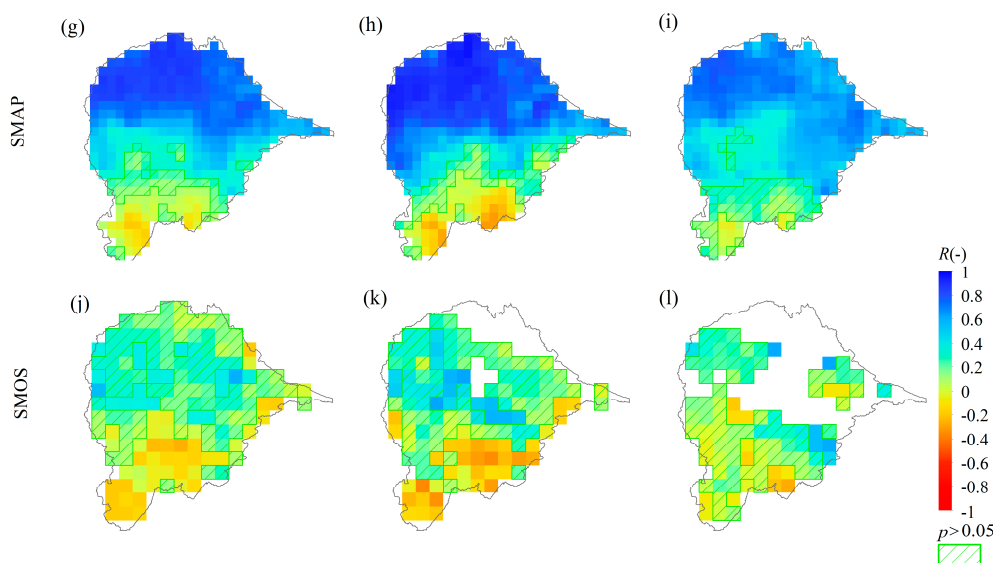 (g)
(h)
(i)
SMAP
(j)
(k)
(l)
SMOS
R(-)
1
0.8
0.6
0.4
0.2
0
-0.2
-0.4
-0.6
-0.8
-1
p>0.05